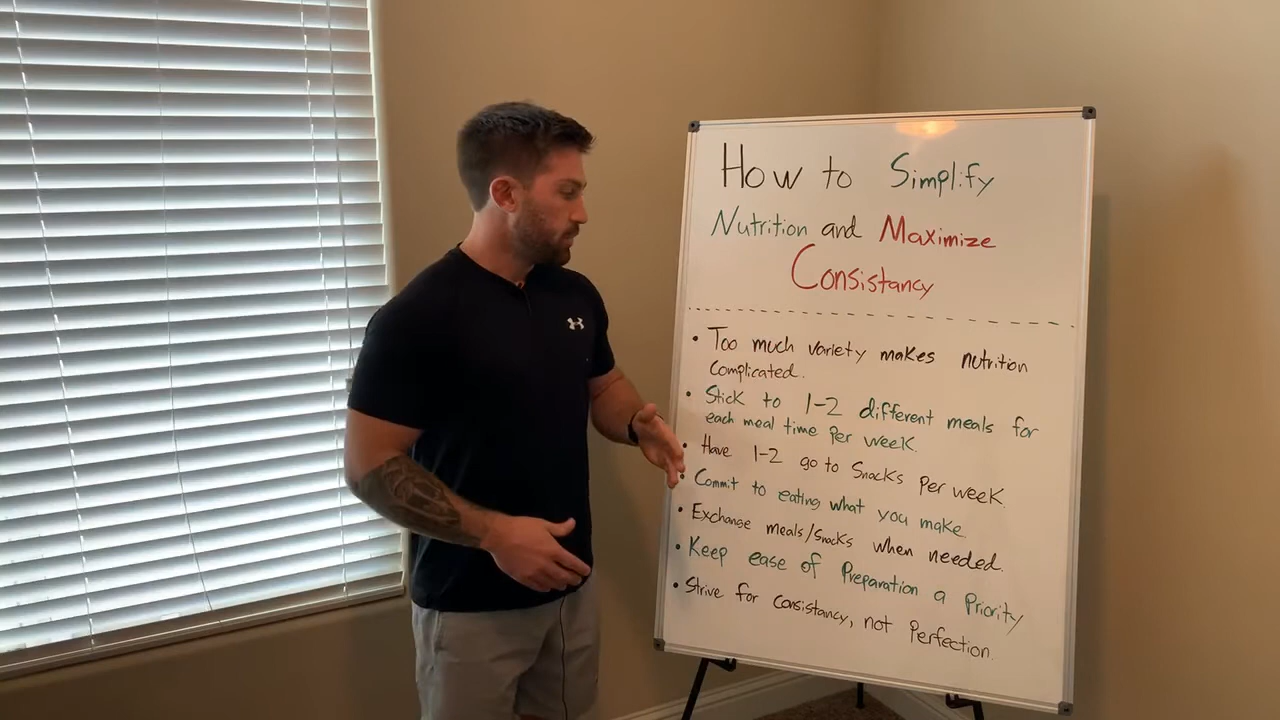 How to Simplify
Nutrition and Maximize
Consistancy
• Too much variety makes nutrition
complicated.
• Stick to 1-2 different meals for
each meal time per week.
• Have 1-2 go to snacks per week.
• Commit to eating what you make.
• Exchange meals/snacks when needed.
• Keep ease of Preparation a Priority
• Strive for consistancy, not Perfection.